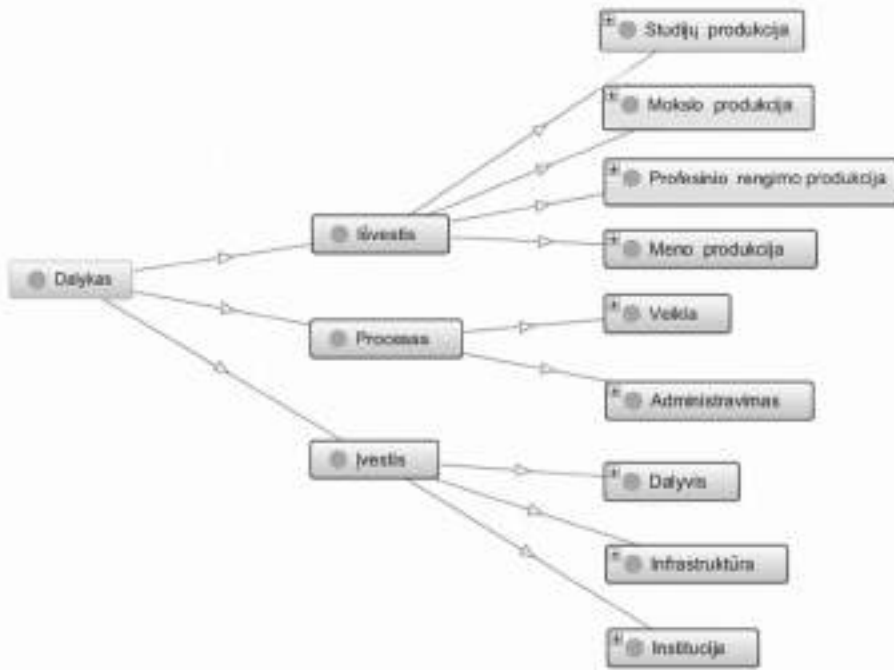 Dalykas
Išvestis
Studijų produkcija
Mokslo produkcija
Profesinio rengimo produkcija
Meno produkcija
Procesas
Veikla
Administravimas
Įvestis
Dalyvis
Infrastruktūra
Institucija